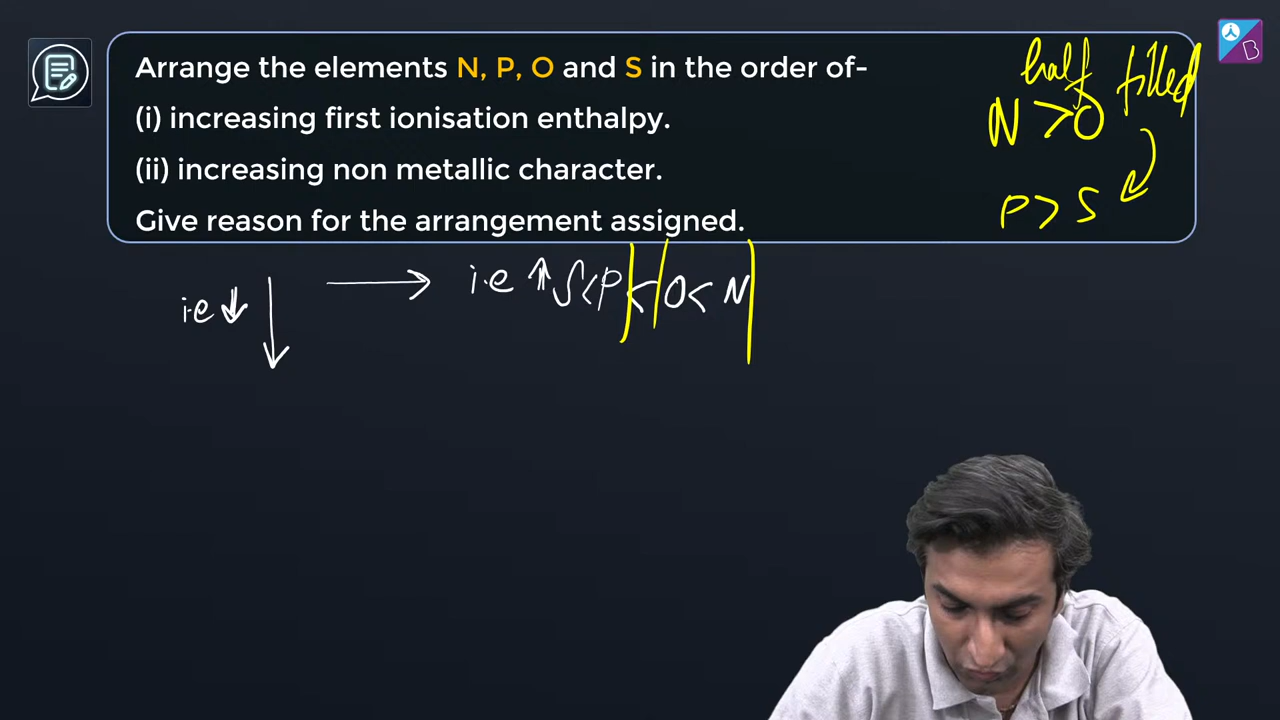 Arrange the elements N, P, O and S in the order of-
(i) increasing first ionisation enthalpy.
(ii) increasing non metallic character.
Give reason for the arrangement assigned.
half filled
N > O
P > S
i.e ↓ ↓ → i.e ↑ S < P < O < N
B